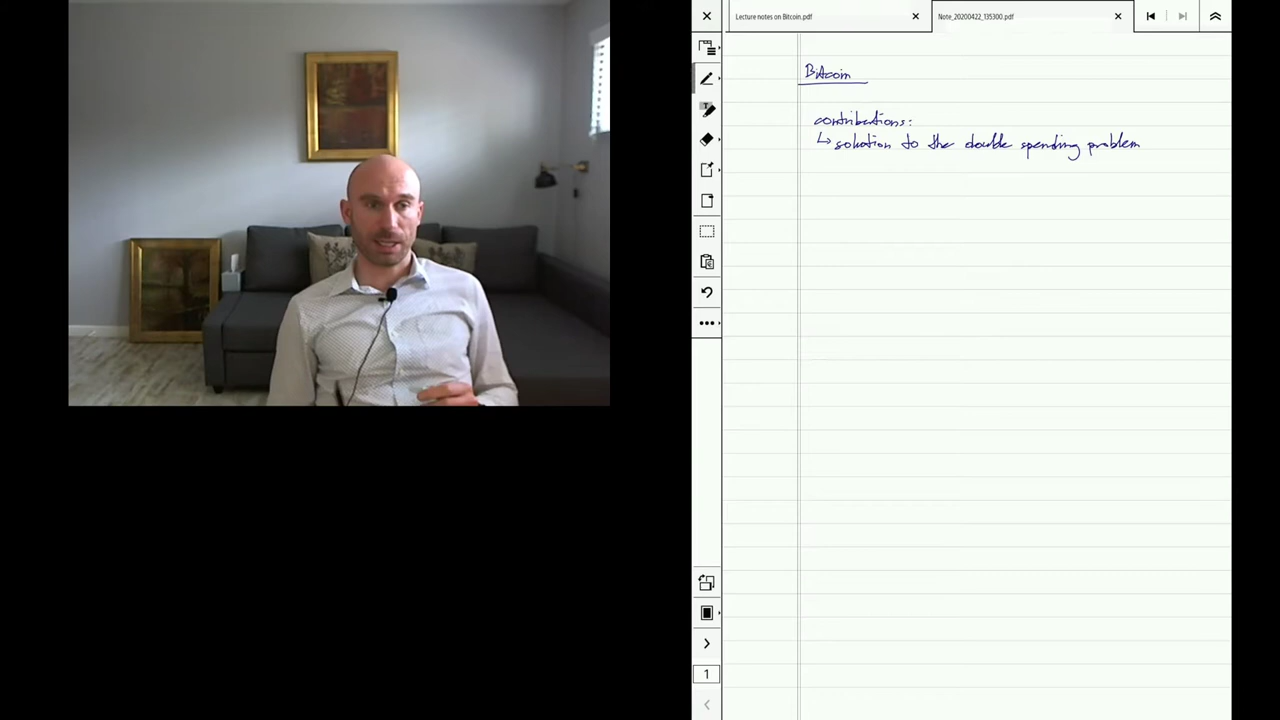 Lecture notes on Bitcoin.pdf
Note_20200422_135300.pdf
Bitcoin
contributions:
↳ solution to the double spending problem
1